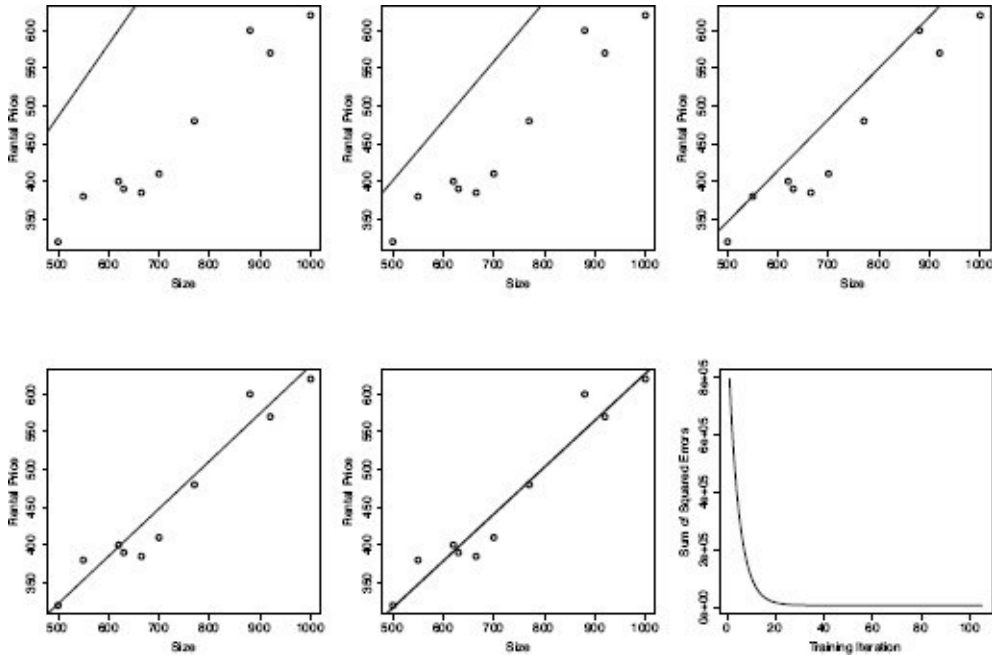 Rental Price
350 400 450 500 550 600
500 600 700 800 900 1000
Size
Rental Price
350 400 450 500 550 600
500 600 700 800 900 1000
Size
Rental Price
350 400 450 500 550 600
500 600 700 800 900 1000
Size
Rental Price
350 400 450 500 550 600
500 600 700 800 900 1000
Size
Rental Price
350 400 450 500 550 600
500 600 700 800 900 1000
Size
Sum of Squared Errors
0e+00 2e+05 4e+05 6e+05 8e+05
0 20 40 60 80 100
Training Iteration